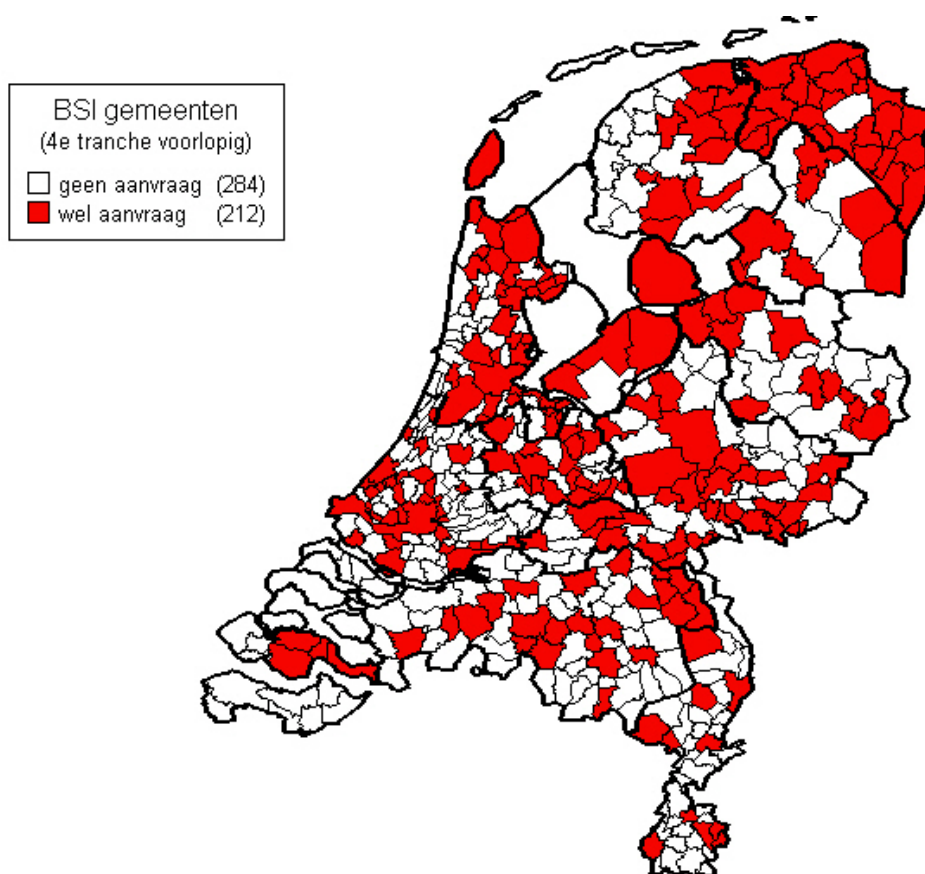 BSI gemeenten
(4e tranche voorlopig)
geen aanvraag (284)
wel aanvraag (212)